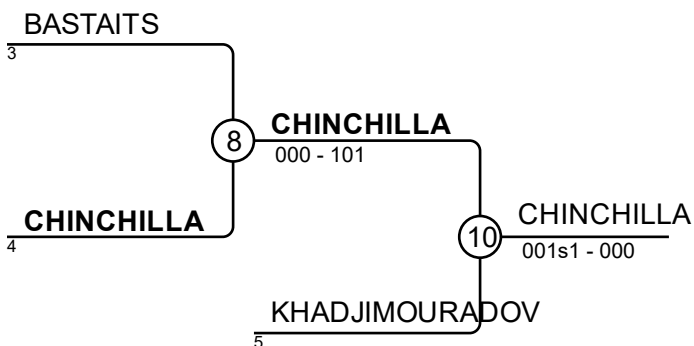 BASTAITS
3
8
CHINCHILLA
000 - 101
CHINCHILLA
4
10
CHINCHILLA
001s1 - 000
KHADJIMOURADOV
5